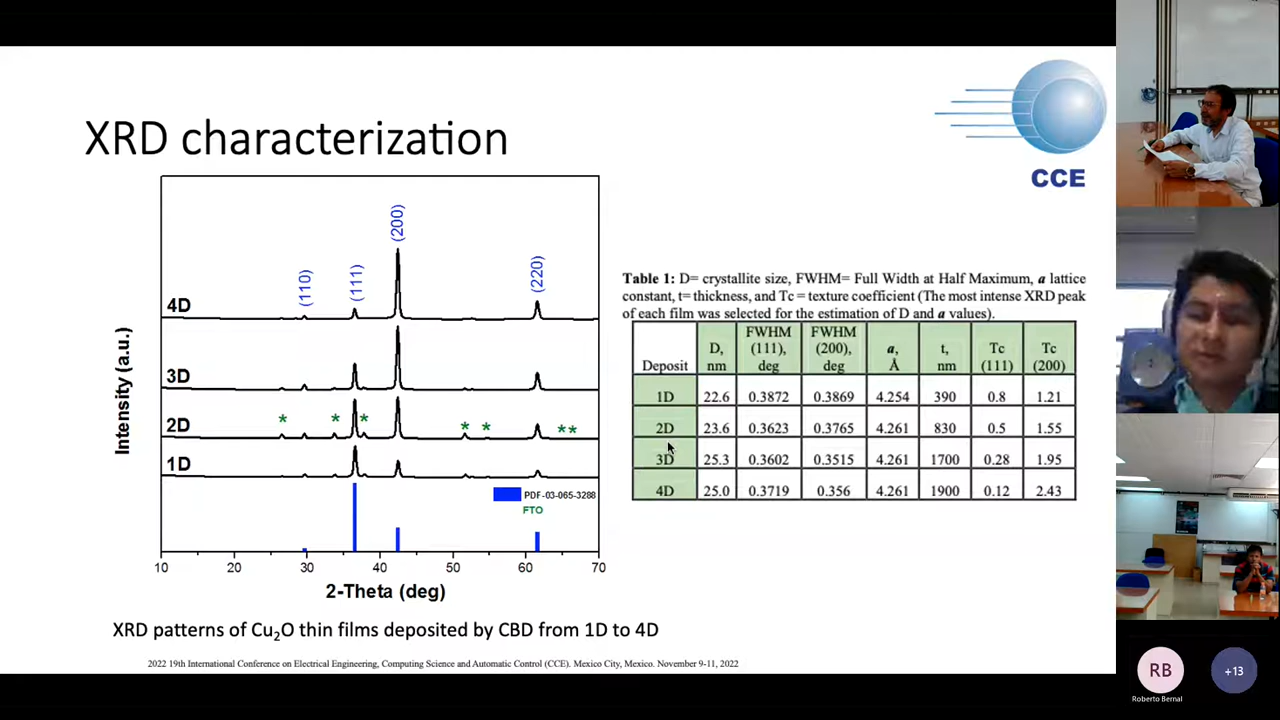 XRD characterization
CCE
(200)
(110)
(111)
(220)
4D
3D
2D
1D
* * * * * **
PDF-03-065-3288
FTO
Intensity (a.u.)
10 20 30 40 50 60 70
2-Theta (deg)
XRD patterns of Cu2O thin films deposited by CBD from 1D to 4D
Table 1: D= crystallite size, FWHM= Full Width at Half Maximum, a lattice
constant, t= thickness, and Tc = texture coefficient (The most intense XRD peak
of each film was selected for the estimation of D and a values).
Deposit D, nm FWHM (111), deg FWHM (200), deg a, Å t, nm Tc (111) Tc (200)
1D 22.6 0.3872 0.3869 4.254 390 0.8 1.21
2D 23.6 0.3623 0.3765 4.261 830 0.5 1.55
3D 25.3 0.3602 0.3515 4.261 1700 0.28 1.95
4D 25.0 0.3719 0.356 4.261 1900 0.12 2.43
2022 19th International Conference on Electrical Engineering, Computing Science and Automatic Control (CCE). Mexico City, Mexico. November 9-11, 2022
RB
Roberto Bernal
+13